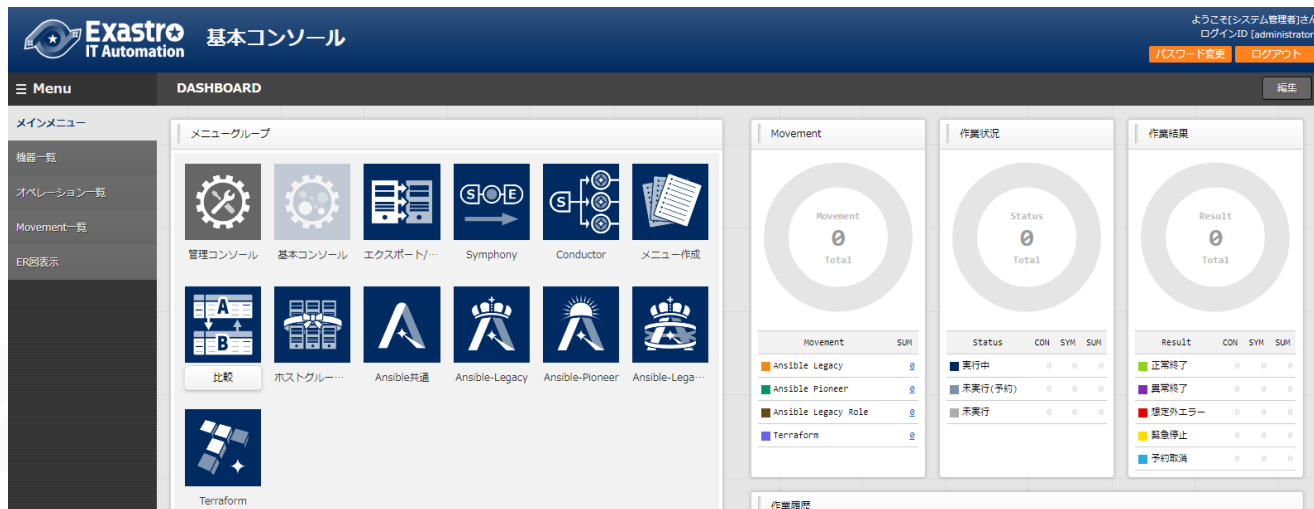 Exastro
IT Automation
基本コンソール
ようこそ[システム管理者]さん
ログインID [administrator
パスワード変更
ログアウト
Menu
DASHBOARD
編集
メインメニュー
機器一覧
オペレーション一覧
Movement一覧
ER図表示
メニューグループ
管理コンソール
基本コンソール
エクスポート/…
S E
Symphony
S
Conductor
メニュー作成
A
B
比較
ホストグルー…
Ansible共通
Ansible-Legacy
Ansible-Pioneer
Ansible-Lega…
Terraform
Movement
Movement
0
Total
Movement SUM
Ansible Legacy 0
Ansible Pioneer 0
Ansible Legacy Role 0
Terraform 0
作業状況
Status
0
Total
Status CON SYM SUM
実行中 0 0 0
未実行(予約) 0 0 0
未実行 0 0 0
作業結果
Result
0
Total
Result CON SYM SUM
正常終了 0 0 0
異常終了 0 0 0
想定外エラー 0 0 0
緊急停止 0 0 0
予約取消 0 0 0
作業履歴